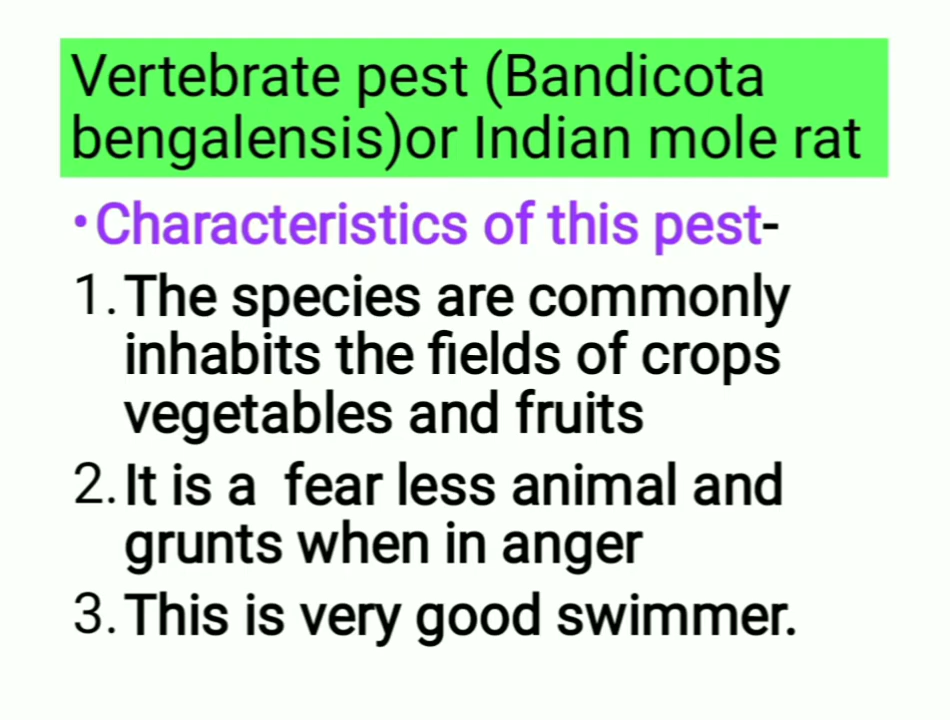 Vertebrate pest (Bandicota
bengalensis)or Indian mole rat
•Characteristics of this pest-
1. The species are commonly
inhabits the fields of crops
vegetables and fruits
2. It is a  fear less animal and
grunts when in anger
3. This is very good swimmer.